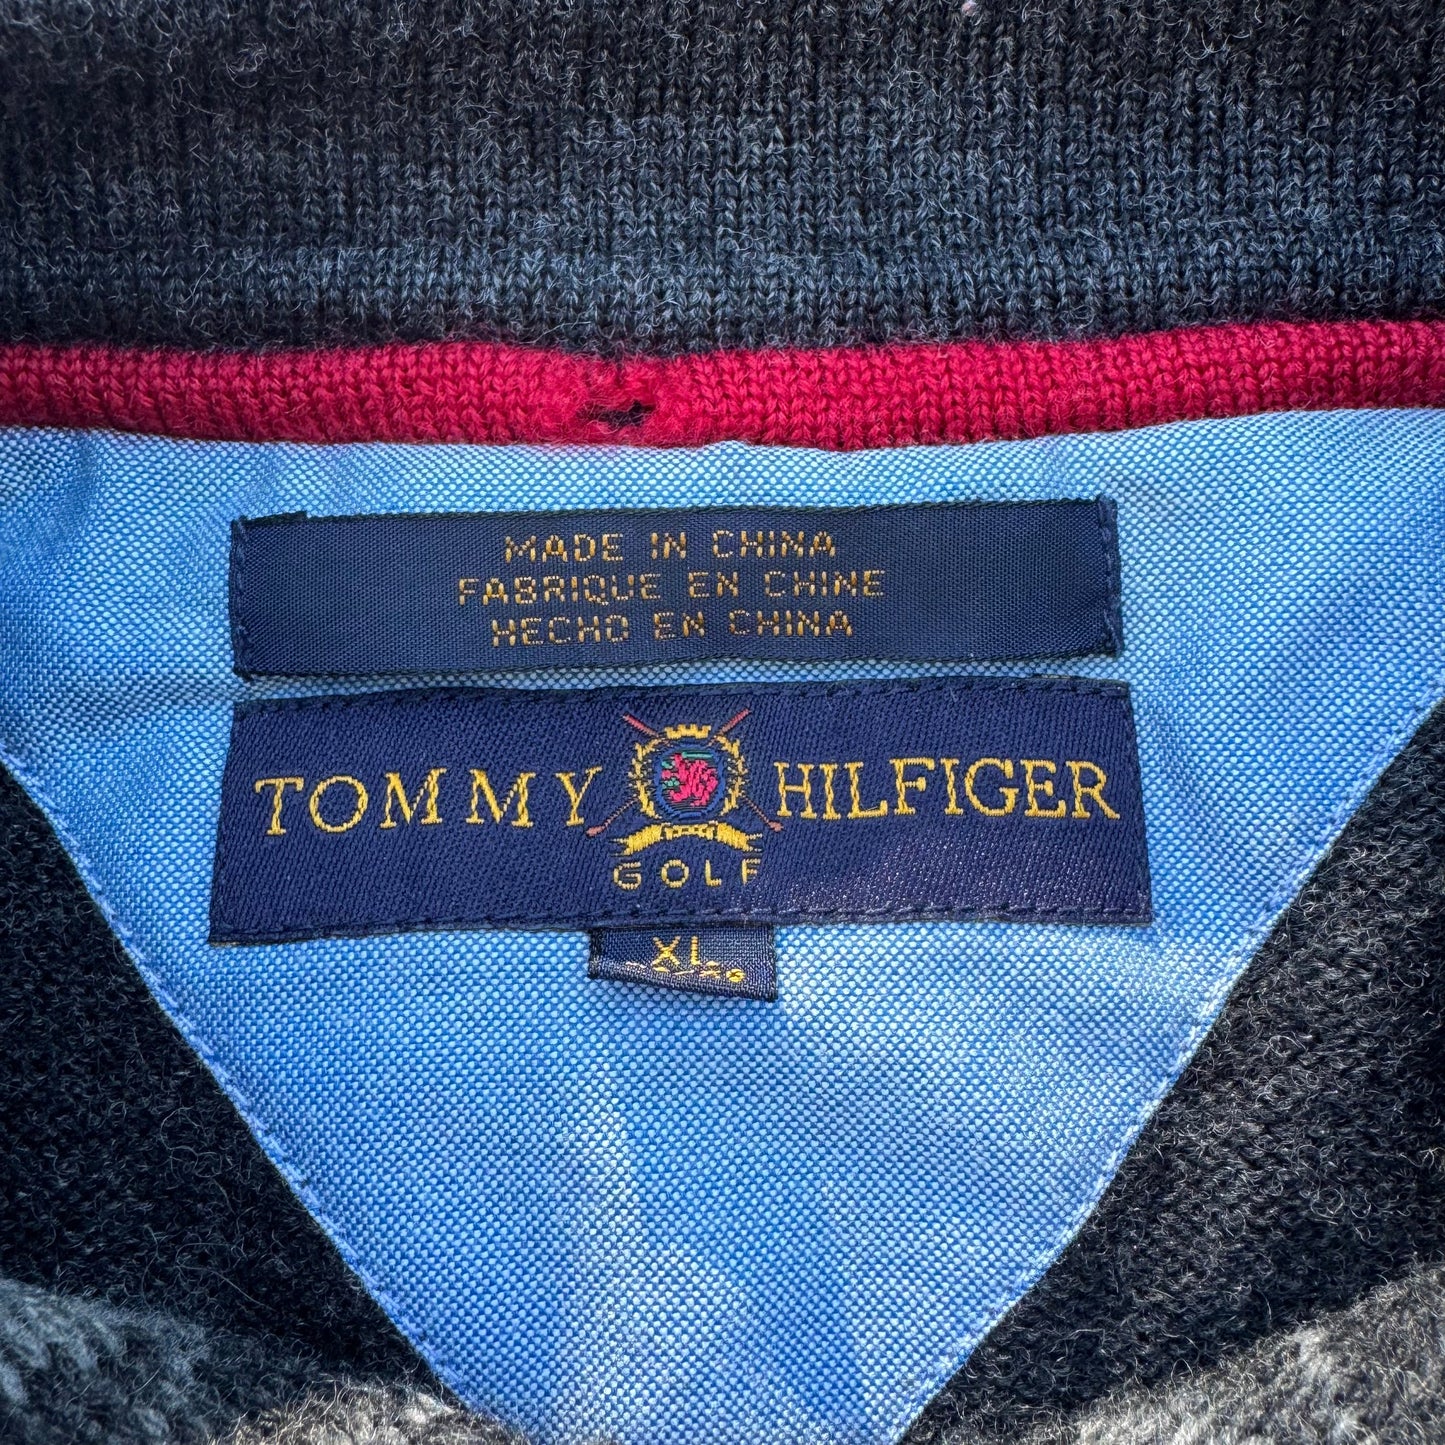 MADE IN CHINA
FABRIQUE EN CHINE
HECHO EN CHINA
TOMMY HILFIGER
GOLF
XL